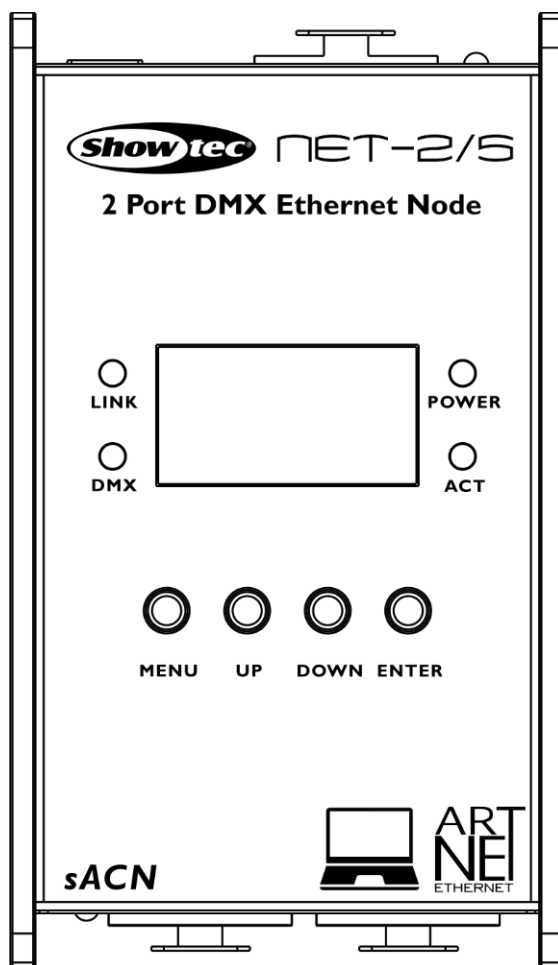 Showtec® NET-2/5
2 Port DMX Ethernet Node
LINK
POWER
DMX
ACT
MENU UP DOWN ENTER
sACN
ART
NET
ETHERNET